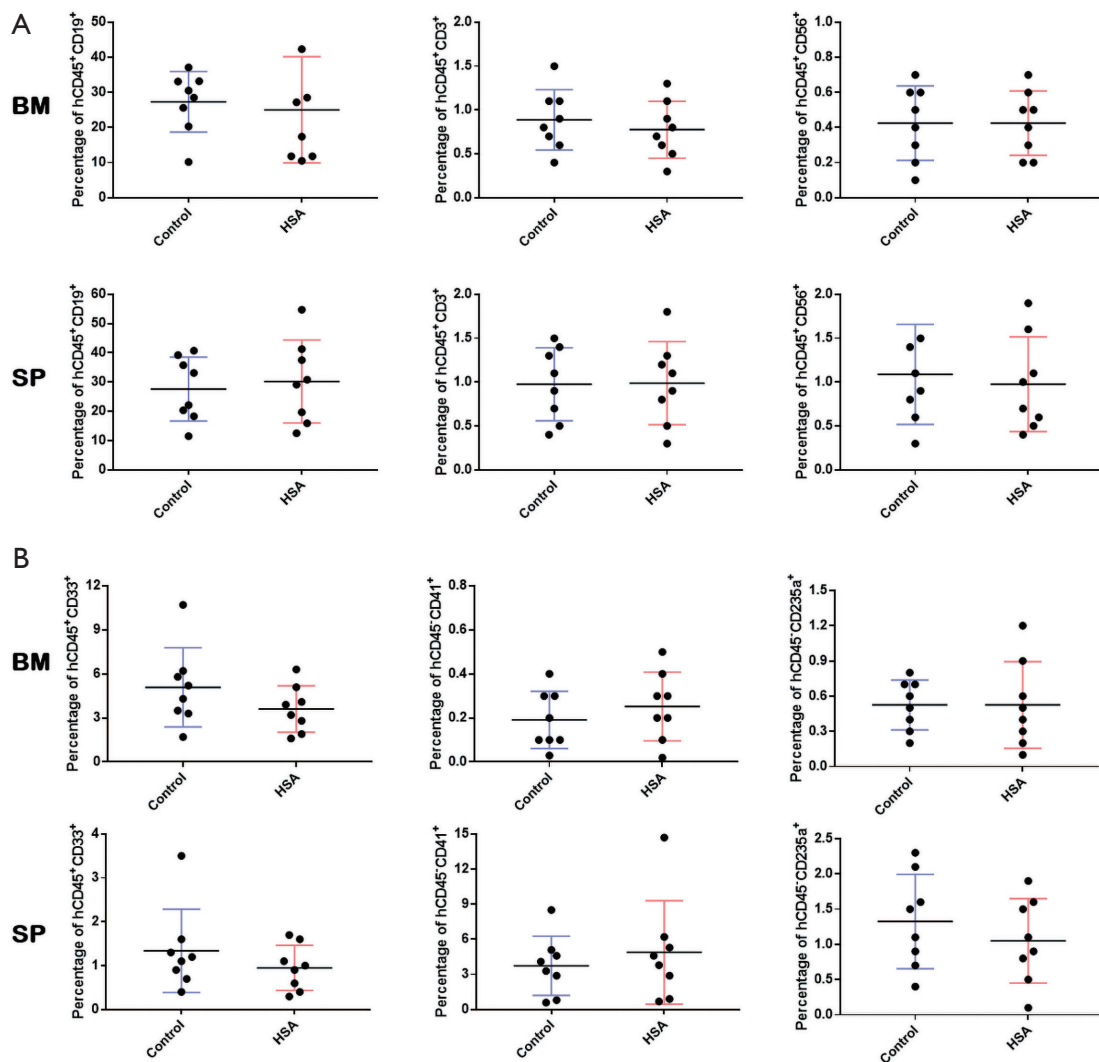 A
BM
Percentage of hCD45⁺CD19⁺
50
40
30
20
10
0
Control
HSA
Percentage of hCD45⁺CD3⁺
2.0
1.5
1.0
0.5
0.0
Control
HSA
Percentage of hCD45⁺CD56⁺
1.0
0.8
0.6
0.4
0.2
0.0
Control
HSA
SP
Percentage of hCD45⁺CD19⁺
60
50
40
30
20
10
0
Control
HSA
Percentage of hCD45⁺CD3⁺
2.0
1.5
1.0
0.5
0.0
Control
HSA
Percentage of hCD45⁺CD56⁺
2.0
1.5
1.0
0.5
0.0
Control
HSA
B
BM
Percentage of hCD45⁺CD33⁺
12
9
6
3
0
Control
HSA
Percentage of hCD45⁻CD41⁺
0.8
0.6
0.4
0.2
0.0
Control
HSA
Percentage of hCD45⁻CD235a⁺
1.5
1.2
0.9
0.6
0.3
0.0
Control
HSA
SP
Percentage of hCD45⁺CD33⁺
4
3
2
1
0
Control
HSA
Percentage of hCD45⁻CD41⁺
15
12
9
6
3
0
Control
HSA
Percentage of hCD45⁻CD235a⁺
2.5
2.0
1.5
1.0
0.5
0.0
Control
HSA